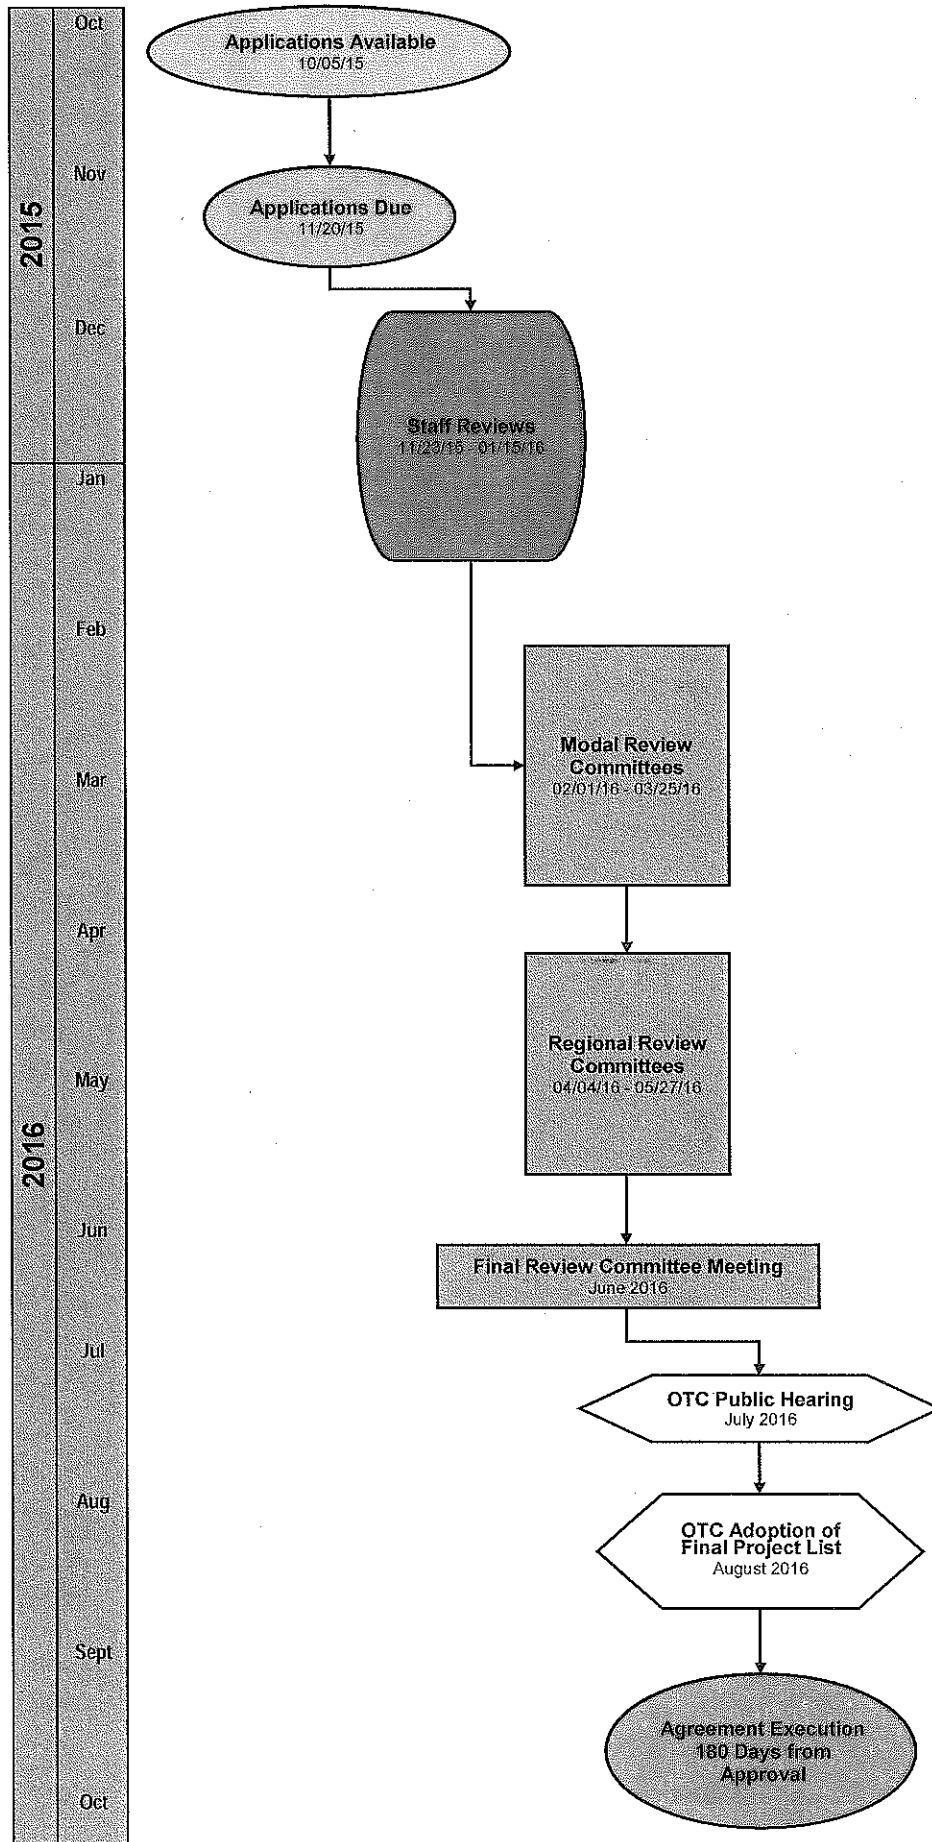 Oct
Nov
Dec
Jan
Feb
Mar
Apr
May
Jun
Jul
Aug
Sept
Oct
2015
2016
Applications Available
10/05/15
Applications Due
11/20/15
Staff Reviews
11/23/15 - 01/15/16
Modal Review
Committees
02/01/16 - 03/25/16
Regional Review
Committees
04/04/16 - 05/27/16
Final Review Committee Meeting
June 2016
OTC Public Hearing
July 2016
OTC Adoption of
Final Project List
August 2016
Agreement Execution
180 Days from
Approval